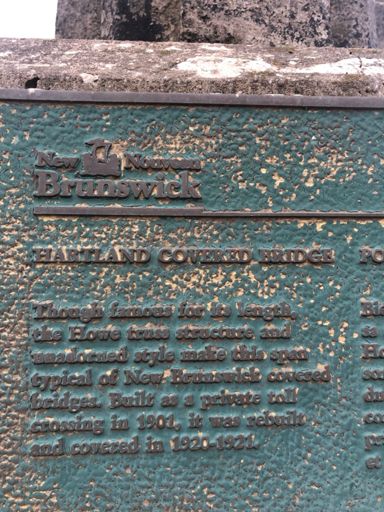 New Nouveau
Brunswick
HARTLAND COVERED BRIDGE
Though famous for its length,
the Howe truss structure and
unadorned style make this span
typical of New Brunswick covered
bridges. Built as a private toll
crossing in 1901, it was rebuilt
and covered in 1920-1921.